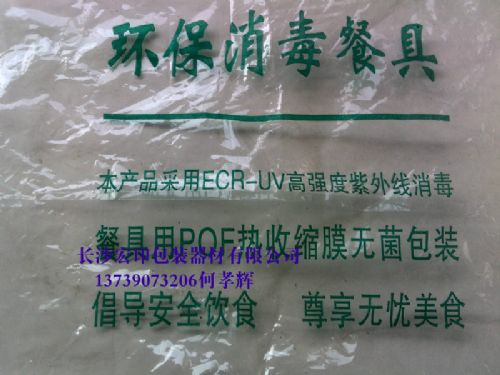 环保消毒餐具
本产品采用ECR-UV高强度紫外线消毒
餐具用POF热收缩膜无菌包装
长沙宏印包装器材有限公司
13739073206何孝辉
倡导安全饮食 尊享无忧美食